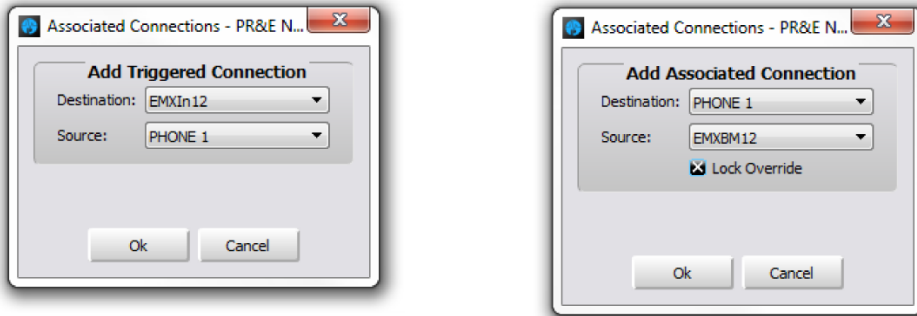 Associated Connections - PR&E N...
Add Triggered Connection
Destination: EMXIn12
Source: PHONE 1
Ok Cancel
Associated Connections - PR&E N...
Add Associated Connection
Destination: PHONE 1
Source: EMXBM12
Lock Override
Ok Cancel